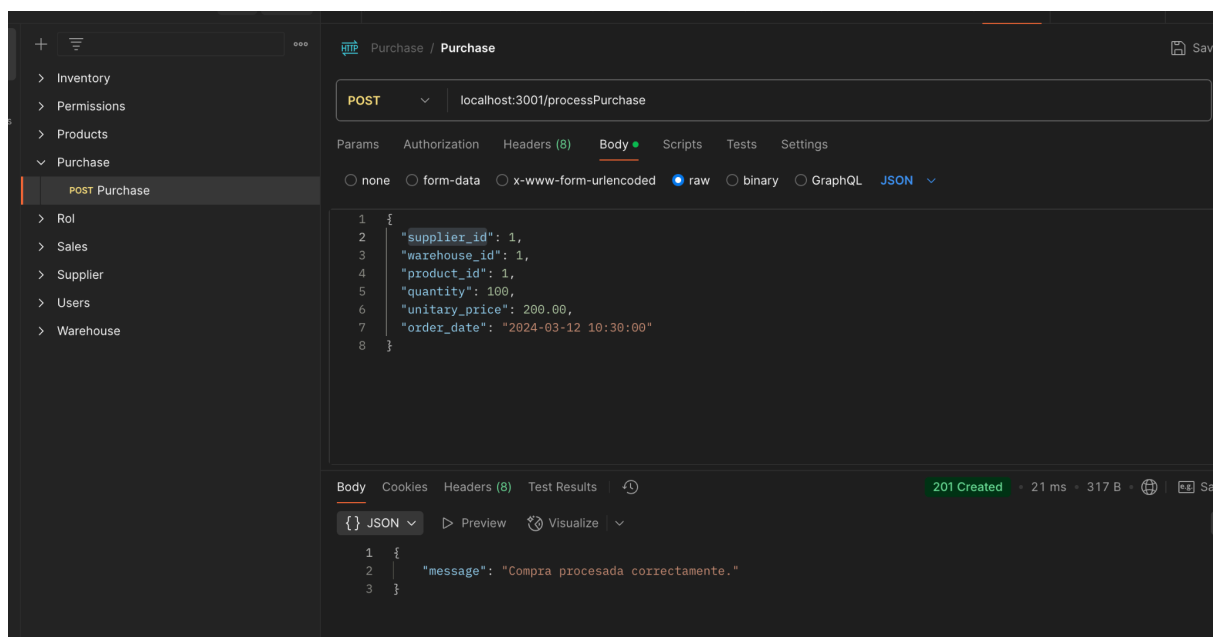 Inventory
Permissions
Products
Purchase
POST Purchase
Rol
Sales
Supplier
Users
Warehouse
HTTP Purchase / Purchase
Sav
POST localhost:3001/processPurchase
Params Authorization Headers (8) Body Scripts Tests Settings
none form-data x-www-form-urlencoded raw binary GraphQL JSON
1 {
2 "supplier_id": 1,
3 "warehouse_id": 1,
4 "product_id": 1,
5 "quantity": 100,
6 "unitary_price": 200.00,
7 "order_date": "2024-03-12 10:30:00"
8 }
Body Cookies Headers (8) Test Results 201 Created • 21 ms • 317 B • e.g. Sa
{} JSON Preview Visualize
1 {
2 "message": "Compra procesada correctamente."
3 }